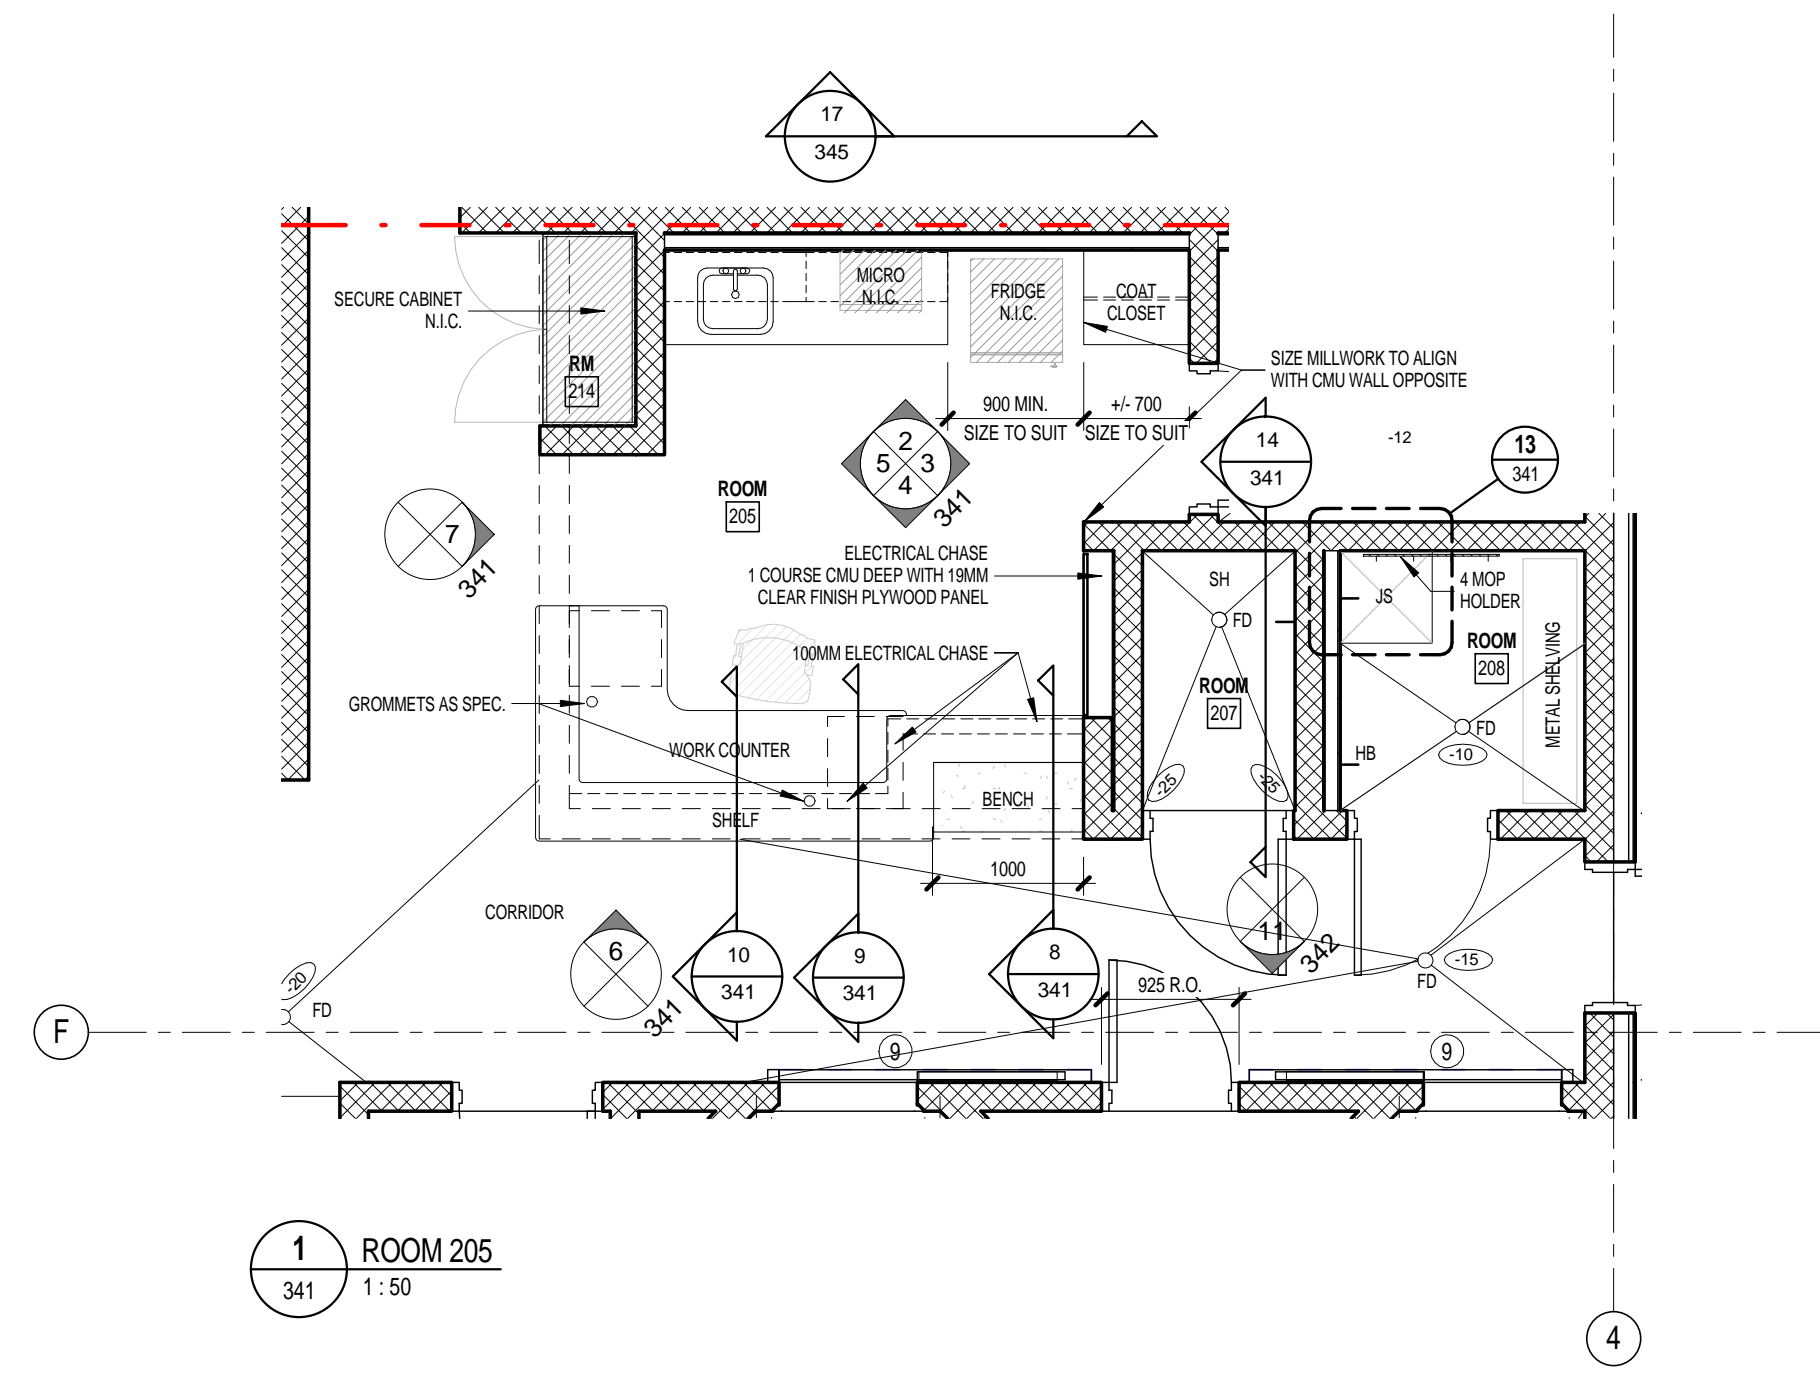 17
345
SECURE CABINET
N.I.C.
RM
214
MICRO
N.I.C.
FRIDGE
N.I.C.
COAT
CLOSET
SIZE MILLWORK TO ALIGN
WITH CMU WALL OPPOSITE
900 MIN.
SIZE TO SUIT
+/- 700
SIZE TO SUIT
2
5 3
4
341
14
341
-12
13
341
7
341
ROOM
205
ELECTRICAL CHASE
1 COURSE CMU DEEP WITH 19MM
CLEAR FINISH PLYWOOD PANEL
SH
FD
JS
4 MOP
HOLDER
ROOM
208
METAL SHELVING
100MM ELECTRICAL CHASE
GROMMETS AS SPEC.
ROOM
207
FD
-10
HB
WORK COUNTER
-25
-25
BENCH
SHELF
1000
CORRIDOR
6
341
10
341
9
341
8
341
11
342
-15
FD
925 R.O.
-20
FD
F
9
9
1
341
ROOM 205
1 : 50
4